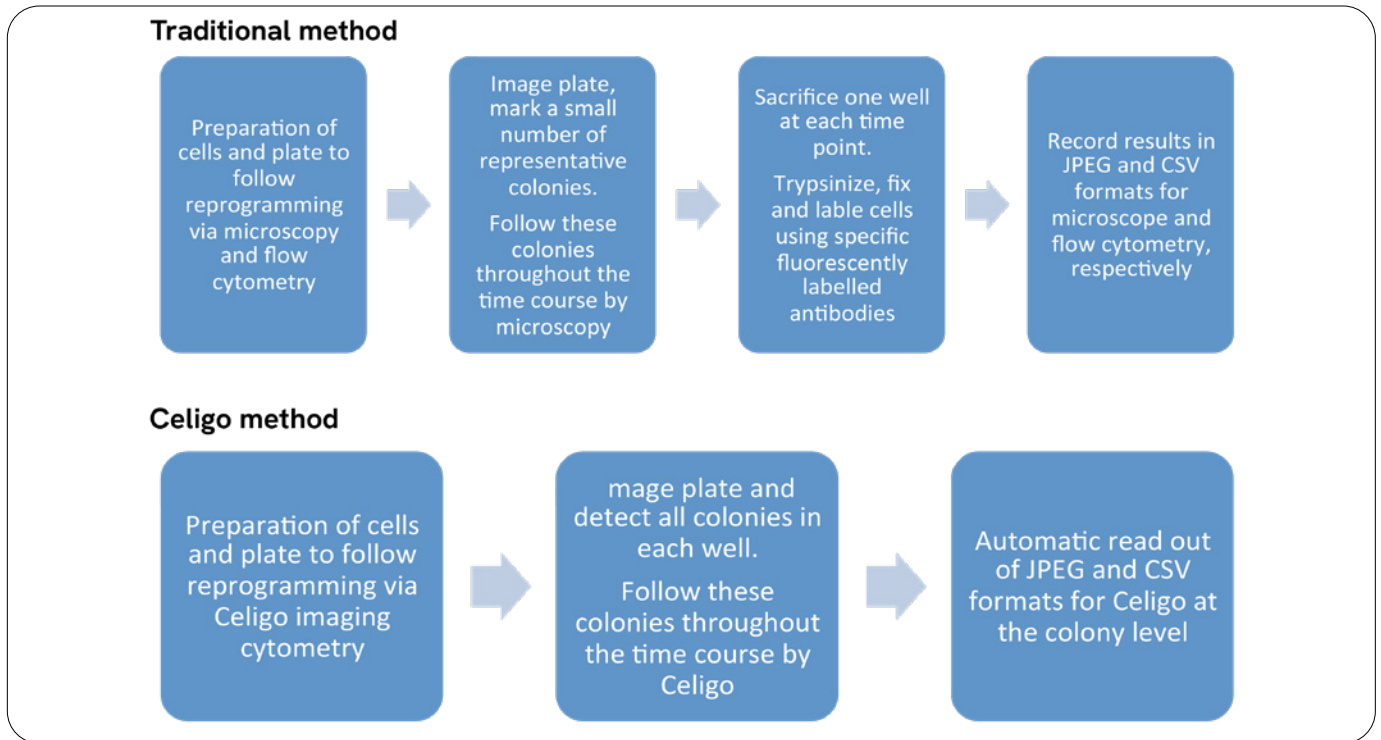 Traditional method
Preparation of
cells and plate to
follow
reprogramming
via microscopy
and flow
cytometry
Image plate,
mark a small
number of
representative
colonies.
Follow these
colonies
throughout the
time course by
microscopy
Sacrifice one well
at each time
point.
Trypsinize, fix
and lable cells
using specific
fluorescently
labelled
antibodies
Record results in
JPEG and CSV
formats for
microscope and
flow cytometry,
respectively
Celigo method
Preparation of cells
and plate to follow
reprogramming via
Celigo imaging
cytometry
mage plate and
detect all colonies in
each well.
Follow these
colonies throughout
the time course by
Celigo
Automatic read out
of JPEG and CSV
formats for Celigo at
the colony level